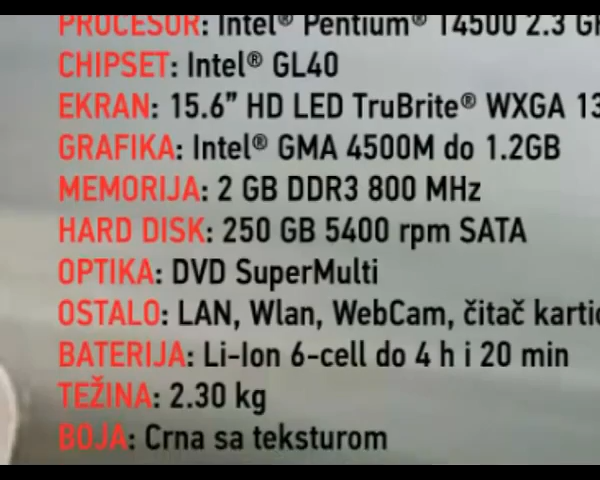 PROCESOR: Intel® Pentium® T4500 2.3
CHIPSET: Intel® GL40
EKRAN: 15.6” HD LED TruBrite® WXGA
GRAFIKA: Intel® GMA 4500M do 1.2GB
MEMORIJA: 2 GB DDR3 800 MHz
HARD DISK: 250 GB 5400 rpm SATA
OPTIKA: DVD SuperMulti
OSTALO: LAN, Wlan, WebCam, čitač
BATERIJA: Li-Ion 6-cell do 4 h i 20 min
TEŽINA: 2.30 kg
BOJA: Crna sa teksturom